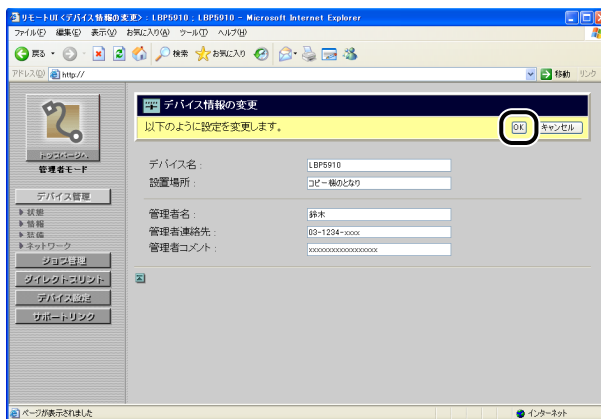 リモートUI <デバイス情報の変更> : LBP5910 ; LBP5910 - Microsoft Internet Explorer
ファイル(F) 編集(E) 表示(V) お気に入り(A) ツール(T) ヘルプ(H)
戻る 検索 お気に入り
アドレス(D) http:// 移動 リンク
デバイス情報の変更
以下のように設定を変更します。 OK キャンセル
トップページへ
管理者モード
デバイス管理
状態
情報
装備
ネットワーク
ジョブ管理
ダイレクトプリント
デバイス設定
サポートリンク
デバイス名 : LBP5910
設置場所 : コピー機のとなり
管理者名 : 鈴木
管理者連絡先 : 03-1234-xxxx
管理者コメント : xxxxxxxxxxxxxxxx
ページが表示されました インターネット